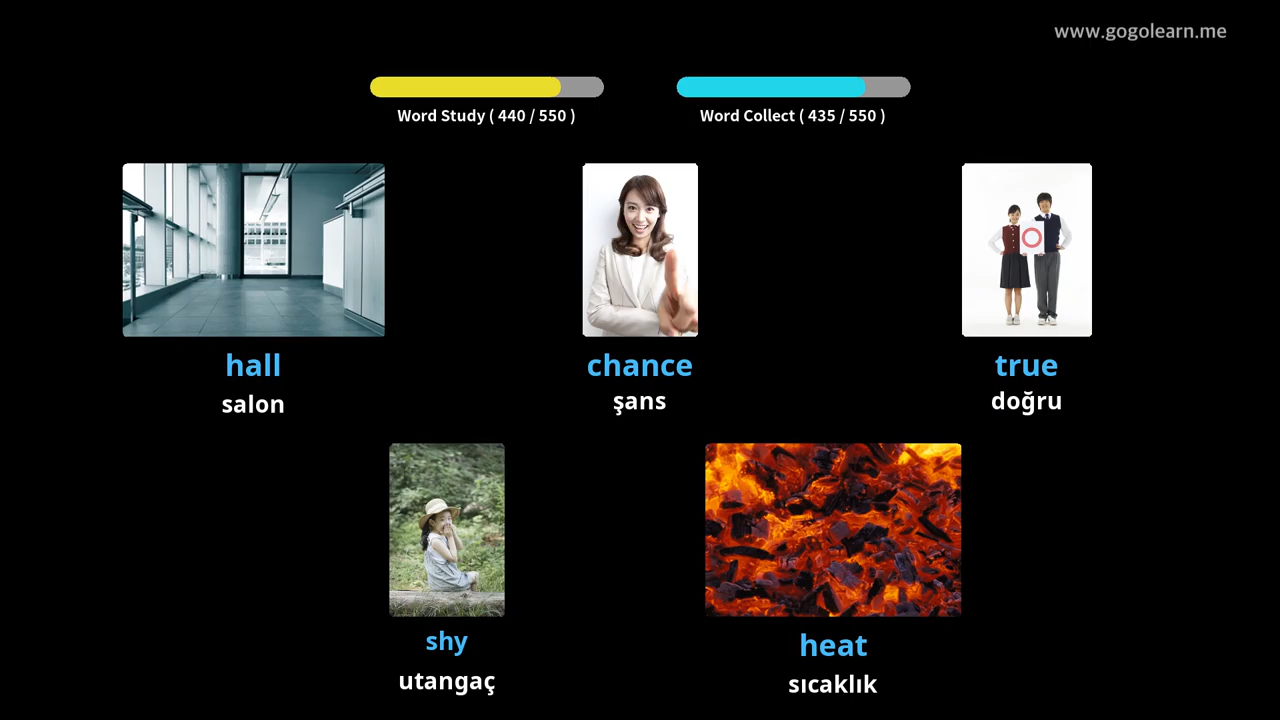 www.gogolearn.me
Word Study ( 440 / 550 )
Word Collect ( 435 / 550 )
hall
salon
chance
şans
true
doğru
shy
utangaç
heat
sıcaklık